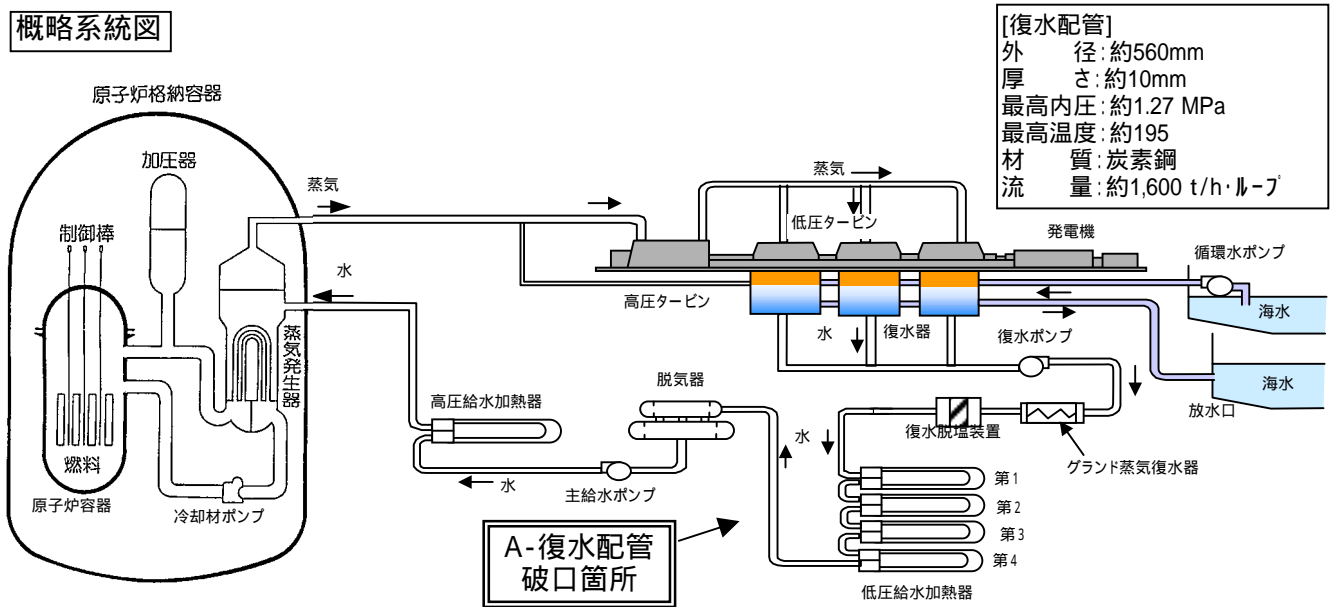 概略系統図
[復水配管]
外　　径:約560mm
厚　　さ:約10mm
最高内圧:約1.27 MPa
最高温度:約195
材　　質:炭素鋼
流　　量:約1,600 t/h･ﾙｰﾌﾟ
原子炉格納容器
加圧器
蒸気
蒸気
低圧タービン
発電機
循環水ポンプ
制御棒
水
高圧タービン
海水
水
復水器
復水ポンプ
蒸気発生器
脱気器
海水
高圧給水加熱器
放水口
水
復水脱塩装置
グランド蒸気復水器
燃料
第1
原子炉容器
水
主給水ポンプ
第2
冷却材ポンプ
第3
A-復水配管
破口箇所
第4
低圧給水加熱器